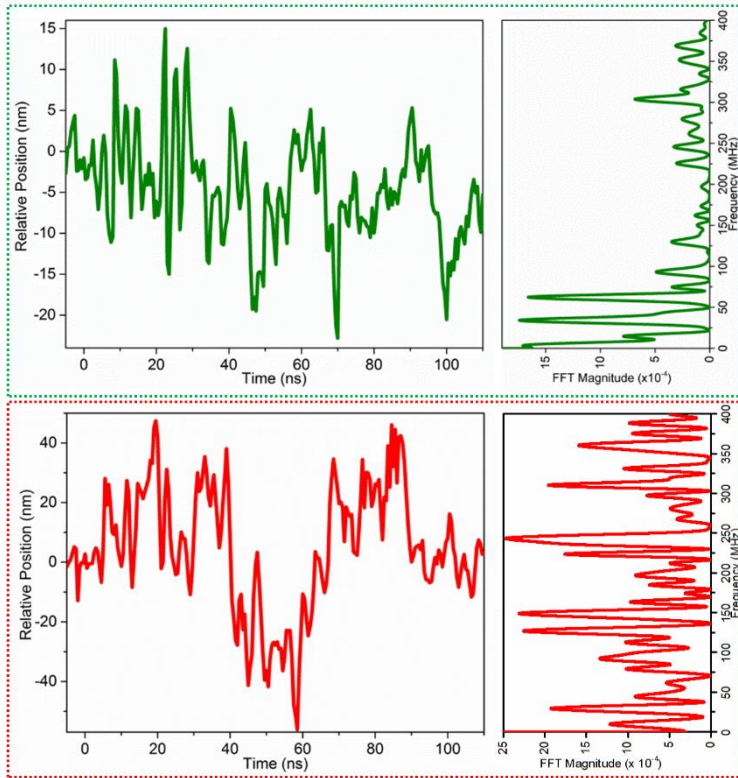 Relative Position (nm)
15
10
5
0
-5
-10
-15
-20
0 20 40 60 80 100
Time (ns)
15 10 5 0
FFT Magnitude (x10⁻⁴)
0 50 100 150 200 250 300 350 400
Frequency (MHz)
Relative Position (nm)
40
20
0
-20
-40
0 20 40 60 80 100
Time (ns)
25 20 15 10 5 0
FFT Magnitude (x 10⁻⁴)
0 50 100 150 200 250 300 350 400
Frequency (MHz)